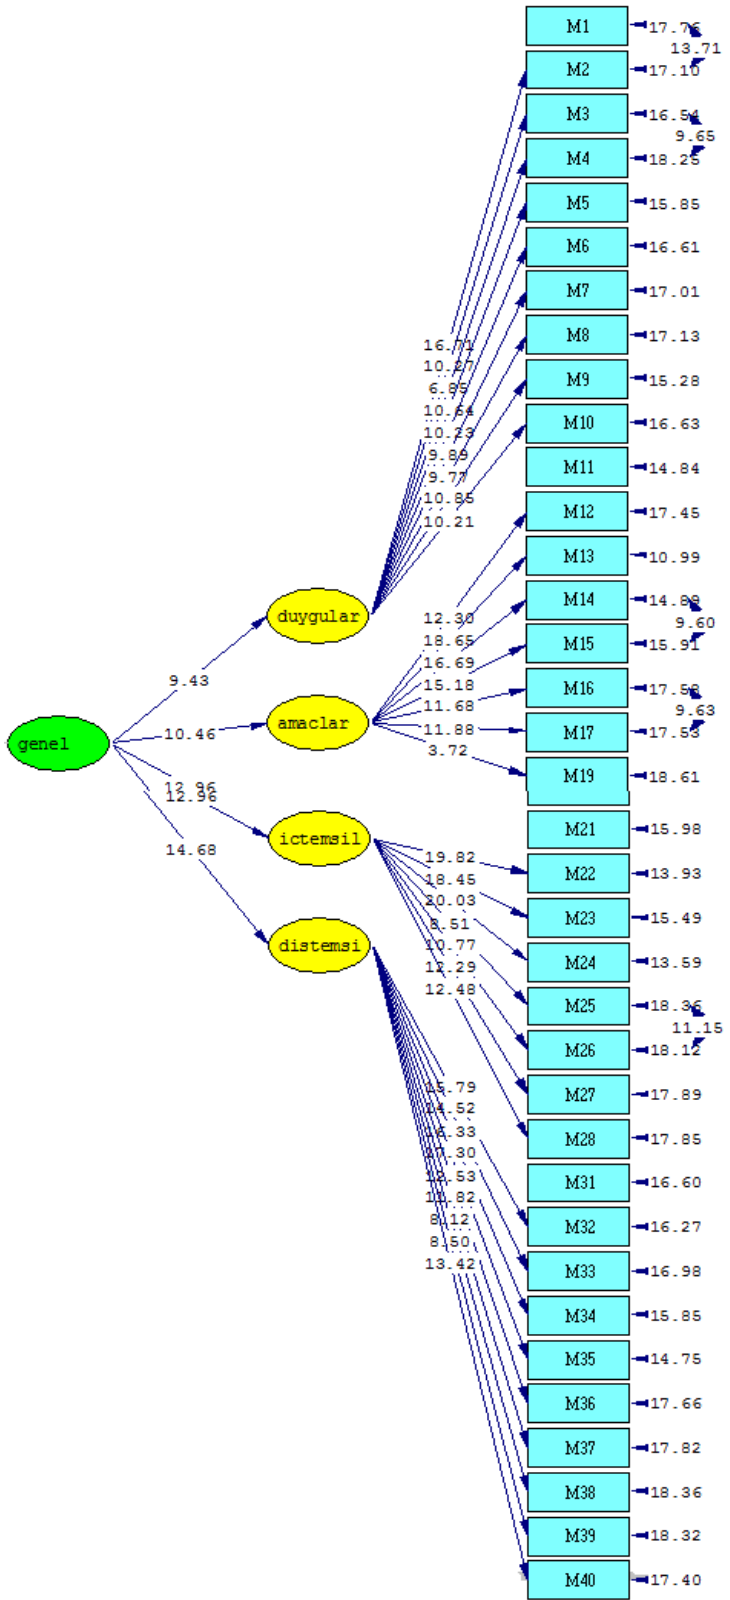 M1 17.76
13.71
M2 17.10
M3 16.54
9.65
M4 18.25
M5 15.85
M6 16.61
M7 17.01
M8 17.13
M9 15.28
M10 16.63
M11 14.84
M12 17.45
M13 10.99
M14 14.89
9.60
M15 15.91
M16 17.58
9.63
M17 17.53
M19 18.61
M21 15.98
M22 13.93
M23 15.49
M24 13.59
M25 18.36
11.15
M26 18.12
M27 17.89
M28 17.85
M31 16.60
M32 16.27
M33 16.98
M34 15.85
M35 14.75
M36 17.66
M37 17.82
M38 18.36
M39 18.32
M40 17.40
16.71
10.27
6.85
10.64
10.23
9.89
9.77
10.85
10.21
duygular
12.30
18.65
16.69
15.18
11.68
11.88
3.72
amaclar
19.82
18.45
20.03
8.51
10.77
12.29
12.48
ictemsil
15.79
14.52
16.33
17.30
12.53
11.82
8.12
8.50
13.42
distemsi
9.43
10.46
12.96
12.96
14.68
genel